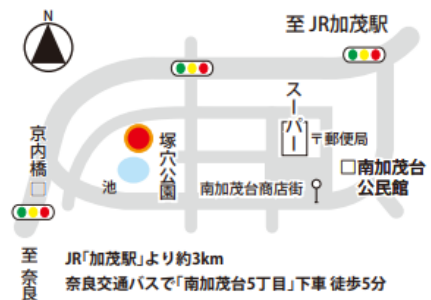 N
至 JR加茂駅
スーパー
〒郵便局
京内橋
塚穴公園
池
南加茂台商店街
南加茂台
公民館
至 奈良
JR「加茂駅」より約3km
奈良交通バスで「南加茂台5丁目」下車 徒歩5分